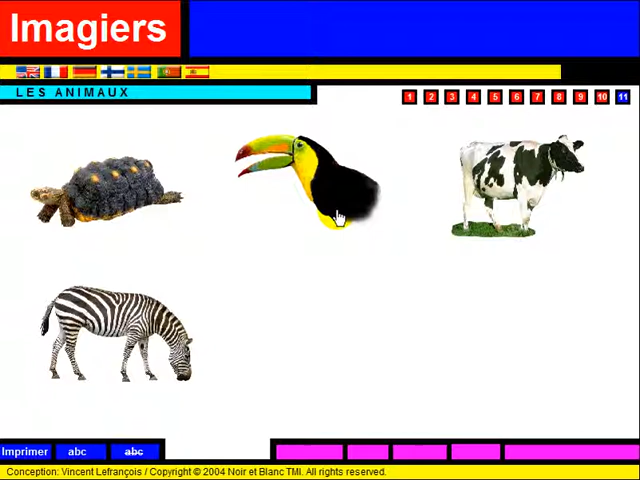 Imagiers
LES ANIMAUX
1 2 3 4 5 6 7 8 9 10 11
Imprimer abc abc
Conception: Vincent Lefrançois / Copyright © 2004 Noir et Blanc TMI. All rights reserved.